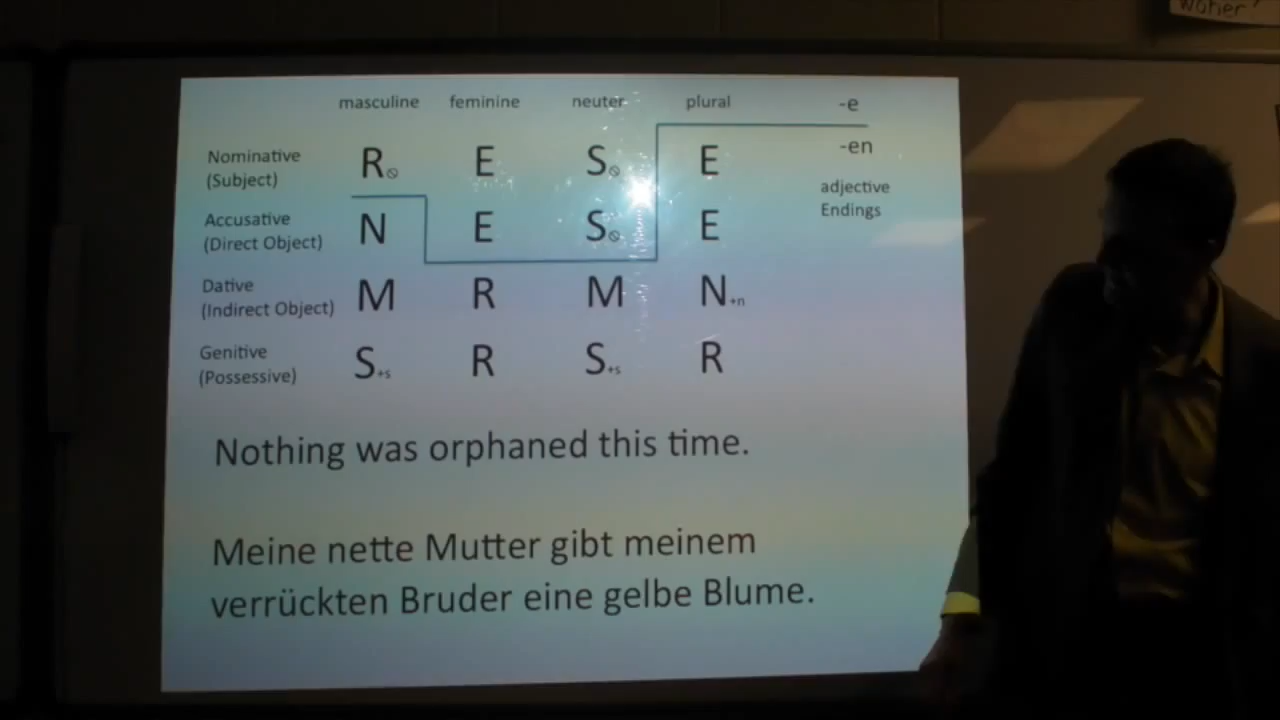 woher?
masculine feminine neuter plural -e
Nominative R⦸ E S⦸ E -en
(Subject)
adjective
Accusative N E S⦸ E Endings
(Direct Object)
Dative M R M N+n
(Indirect Object)
Genitive S+s R S+s R
(Possessive)
Nothing was orphaned this time.
Meine nette Mutter gibt meinem
verrückten Bruder eine gelbe Blume.